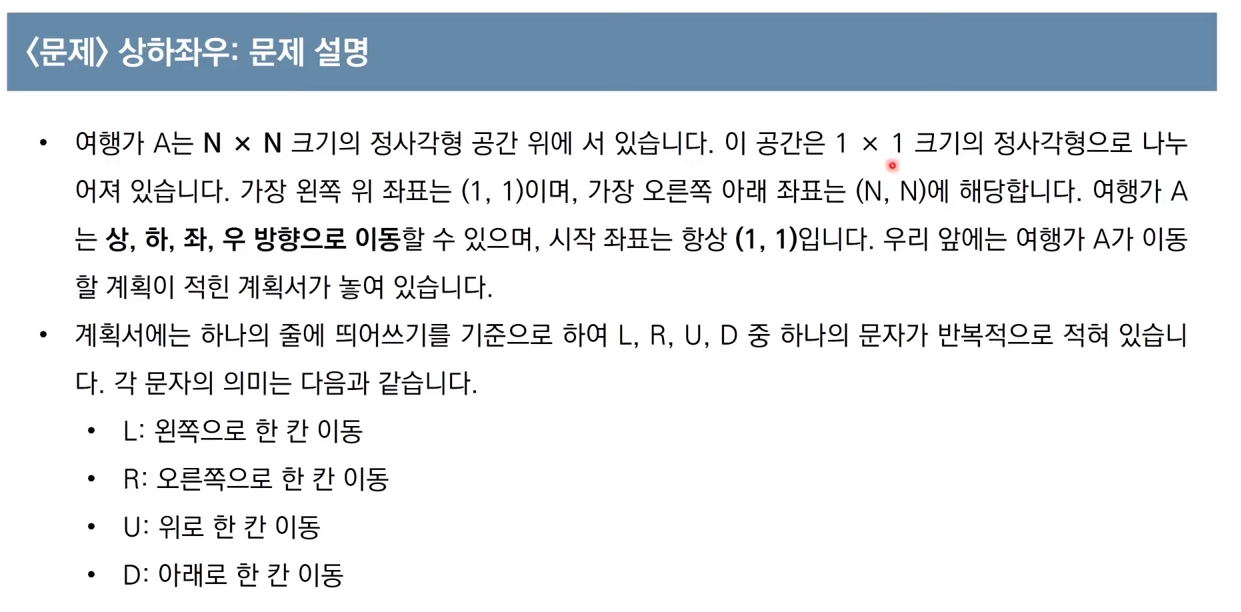 <문제> 상하좌우: 문제 설명
• 여행가 A는 N × N 크기의 정사각형 공간 위에 서 있습니다. 이 공간은 1 × 1 크기의 정사각형으로 나누
어져 있습니다. 가장 왼쪽 위 좌표는 (1, 1)이며, 가장 오른쪽 아래 좌표는 (N, N)에 해당합니다. 여행가 A
는 상, 하, 좌, 우 방향으로 이동할 수 있으며, 시작 좌표는 항상 (1, 1)입니다. 우리 앞에는 여행가 A가 이동
할 계획이 적힌 계획서가 놓여 있습니다.
• 계획서에는 하나의 줄에 띄어쓰기를 기준으로 하여 L, R, U, D 중 하나의 문자가 반복적으로 적혀 있습니
다. 각 문자의 의미는 다음과 같습니다.
• L: 왼쪽으로 한 칸 이동
• R: 오른쪽으로 한 칸 이동
• U: 위로 한 칸 이동
• D: 아래로 한 칸 이동